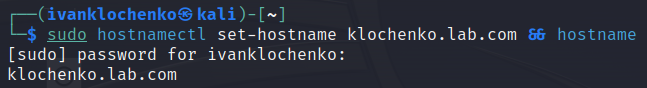 ┌──(ivanklochenko㉿kali)-[~]
└─$ sudo hostnamectl set-hostname klochenko.lab.com && hostname
[sudo] password for ivanklochenko:
klochenko.lab.com